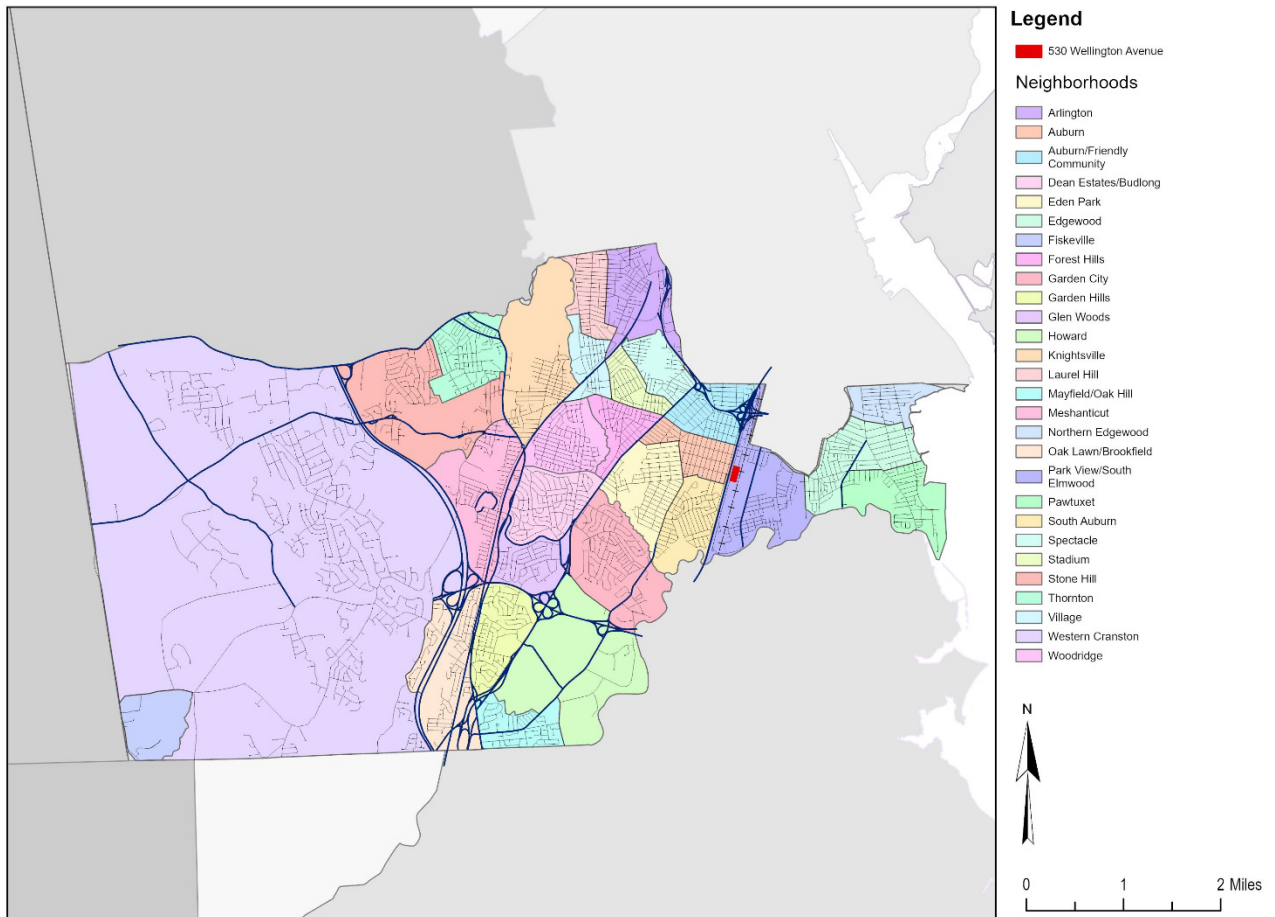 Legend
530 Wellington Avenue
Neighborhoods
Arlington
Auburn
Auburn/Friendly
Community
Dean Estates/Budlong
Eden Park
Edgewood
Fiskeville
Forest Hills
Garden City
Garden Hills
Glen Woods
Howard
Knightsville
Laurel Hill
Mayfield/Oak Hill
Meshanticut
Northern Edgewood
Oak Lawn/Brookfield
Park View/South
Elmwood
Pawtuxet
South Auburn
Spectacle
Stadium
Stone Hill
Thornton
Village
Western Cranston
Woodridge
N
0 1 2 Miles